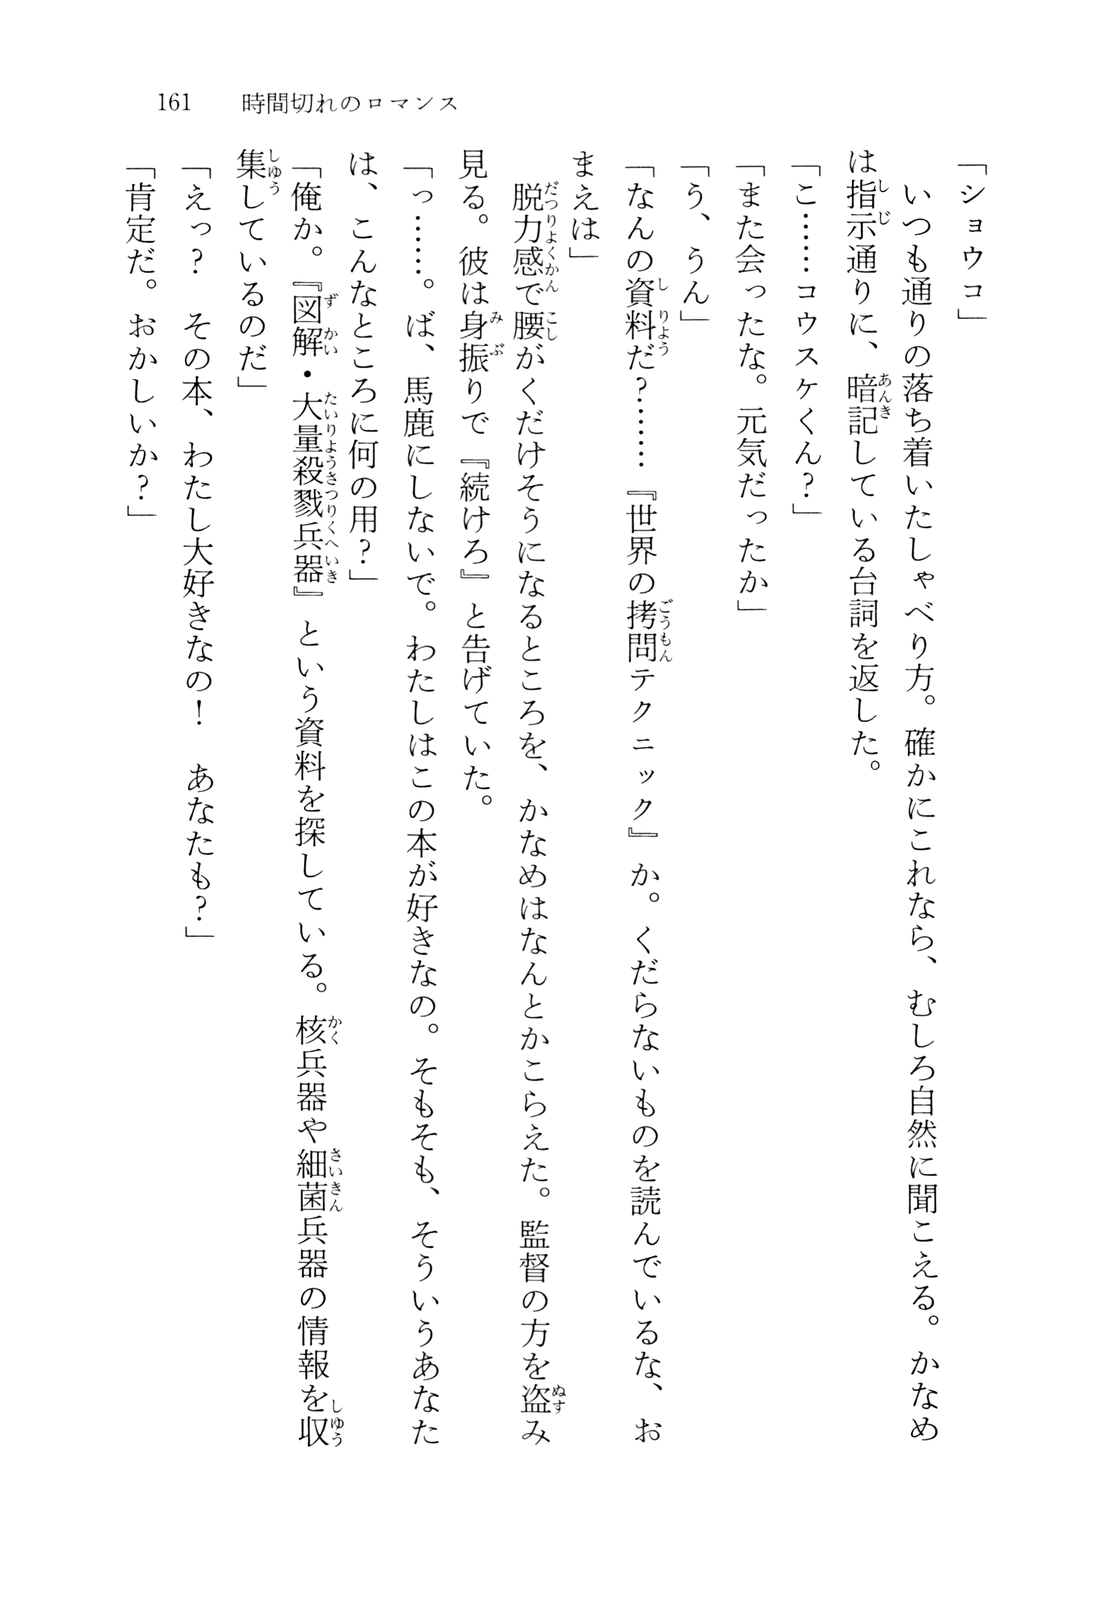 161　時間切れのロマンス
「ショウコ」
　いつも通りの落ち着いたしゃべり方。確かにこれなら、むしろ自然に聞こえる。かなめ
は指示通りに、暗記している台詞を返した。
「こ……コウスケくん?」
「また会ったな。元気だったか」
「う、うん」
「なんの資料だ?……『世界の拷問テクニック』か。くだらないものを読んでいるな、お
まえは」
　脱力感で腰がくだけそうになるところを、かなめはなんとかこらえた。監督の方を盗み
見る。彼は身振りで『続けろ』と告げていた。
「っ……。ば、馬鹿にしないで。わたしはこの本が好きなの。そもそも、そういうあなた
は、こんなところに何の用?」
「俺か。『図解・大量殺戮兵器』という資料を探している。核兵器や細菌兵器の情報を収
集しているのだ」
「えっ?　その本、わたし大好きなの!　あなたも?」
「肯定だ。おかしいか?」